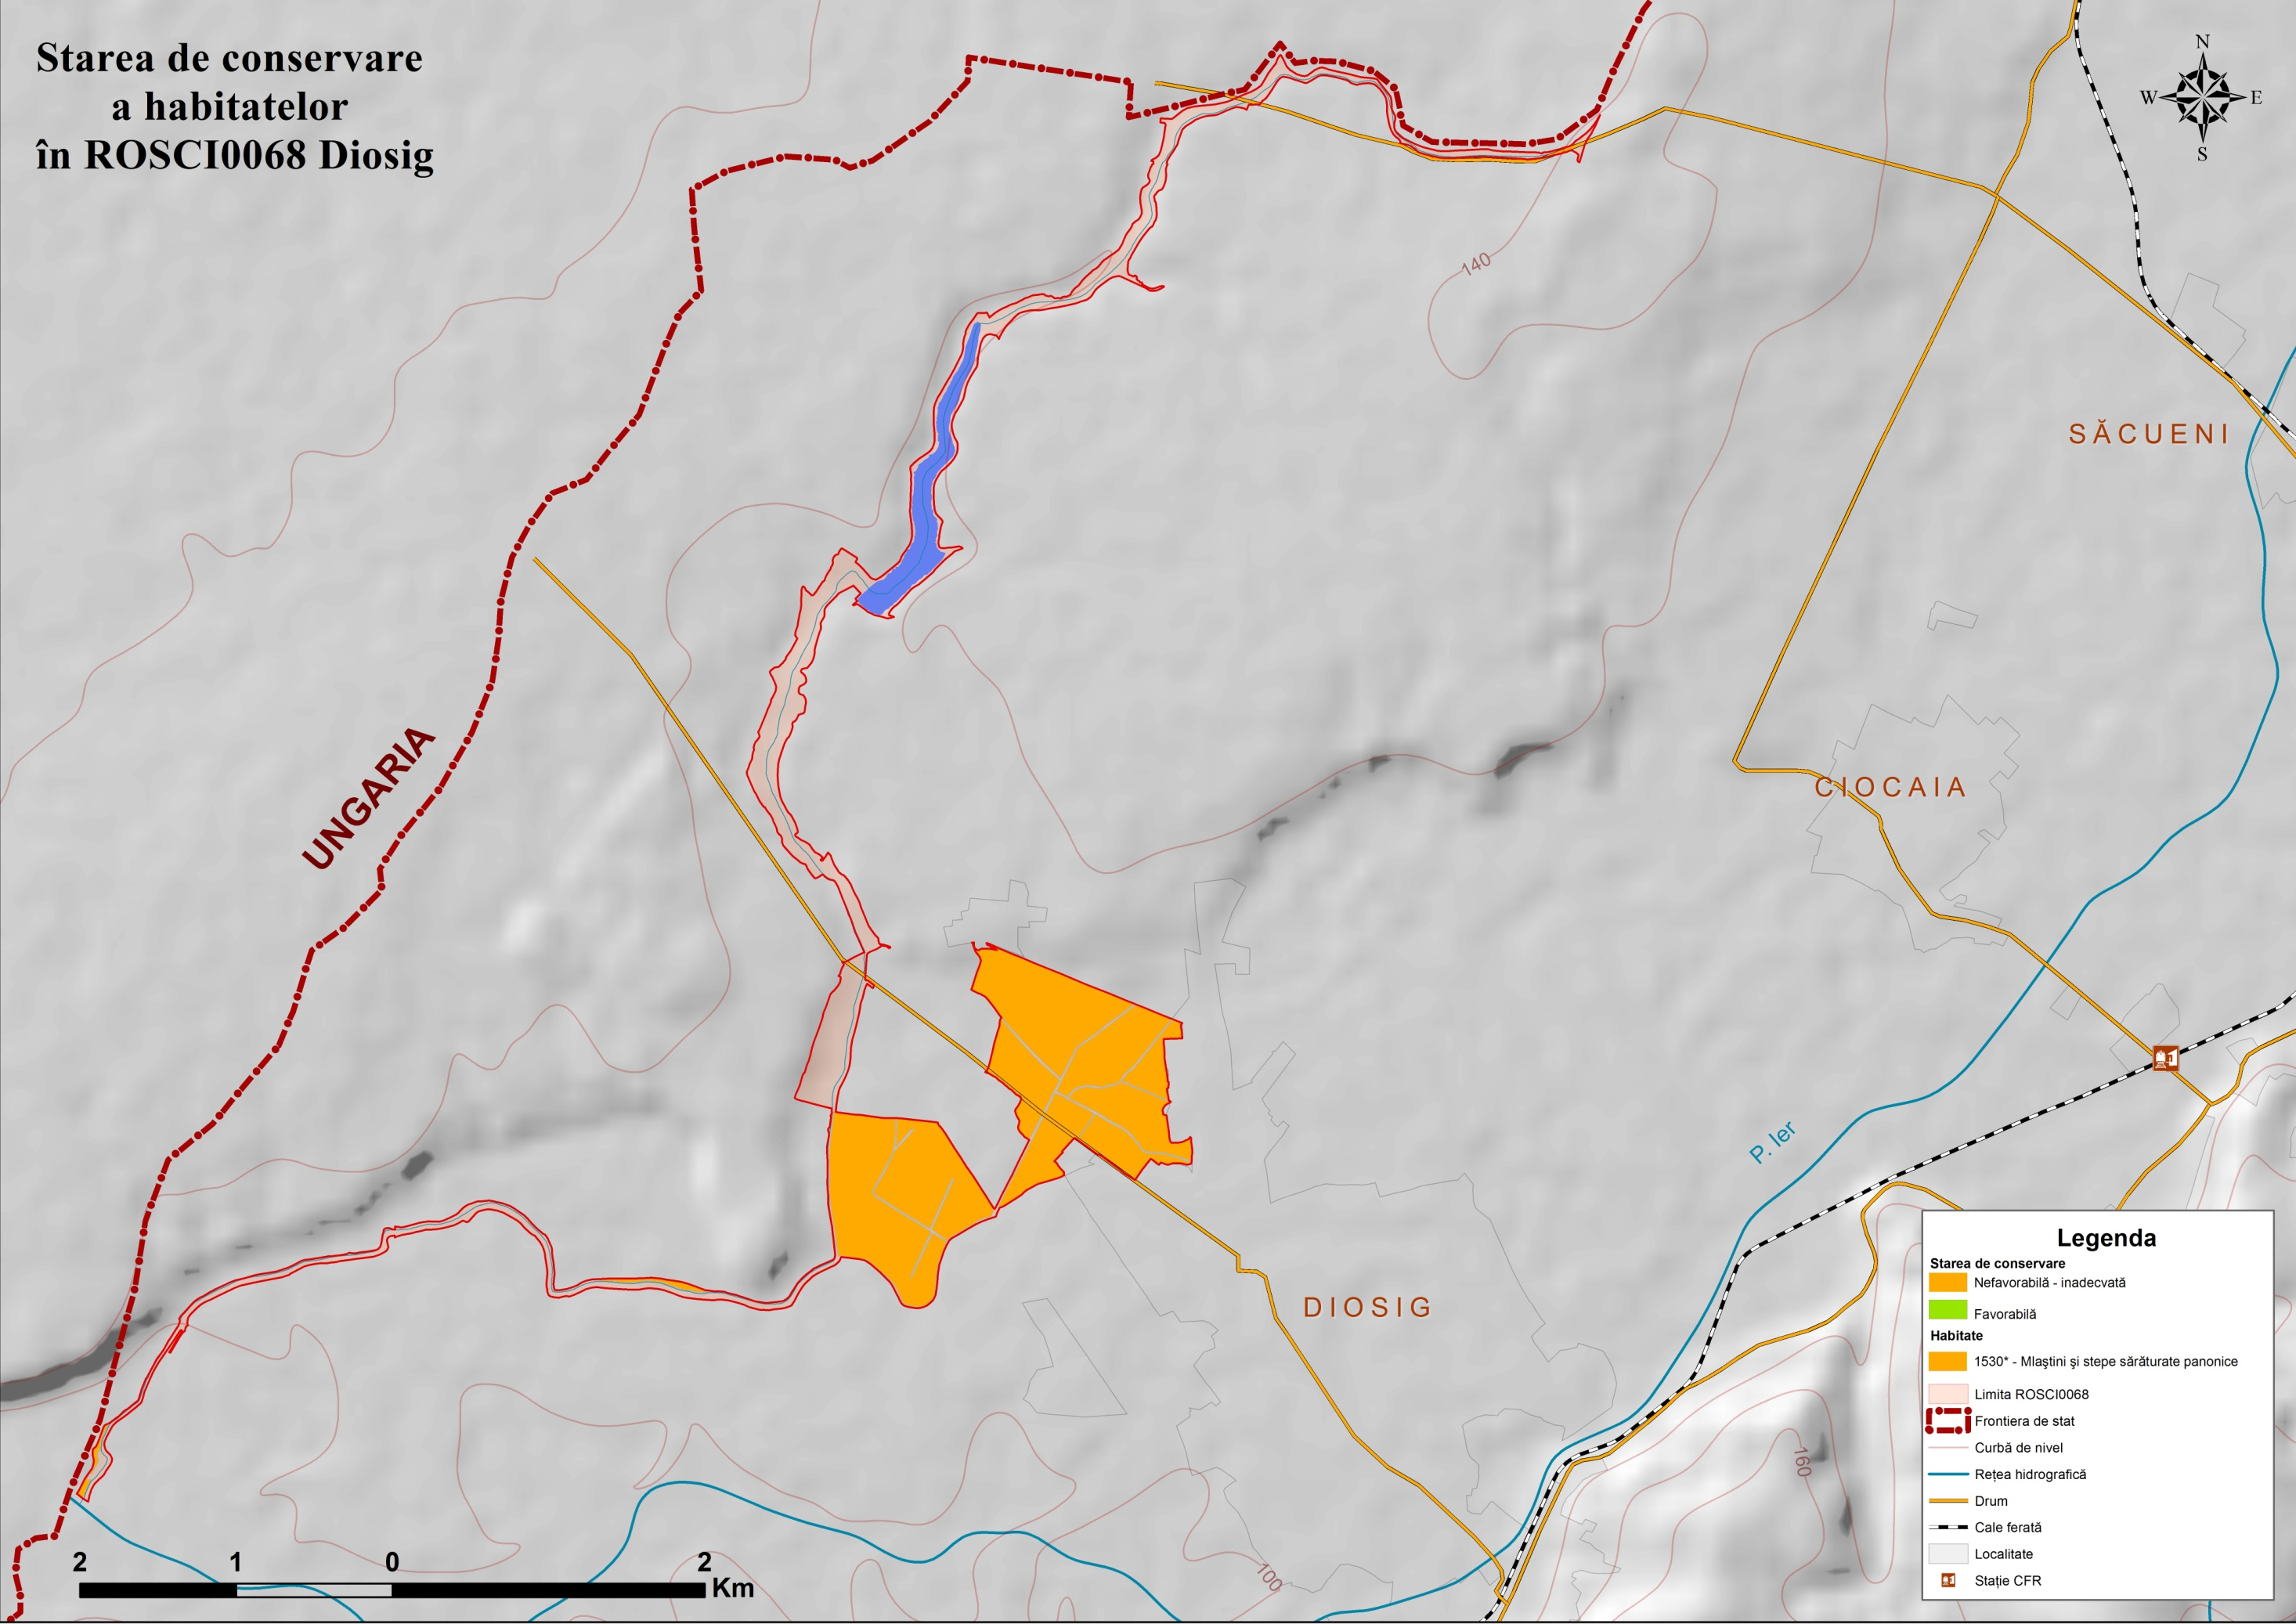 Starea de conservare
a habitatelor
în ROSCI0068 Diosig
N
W
E
S
140
SĂCUENI
UNGARIA
CIOCAIA
P. Ier
DIOSIG
160
100
2 1 0 2
Km
Legenda
Starea de conservare
Nefavorabilă - inadecvată
Favorabilă
Habitate
1530* - Mlaştini şi stepe sărăturate panonice
Limita ROSCI0068
Frontiera de stat
Curbă de nivel
Rețea hidrografică
Drum
Cale ferată
Localitate
Stație CFR